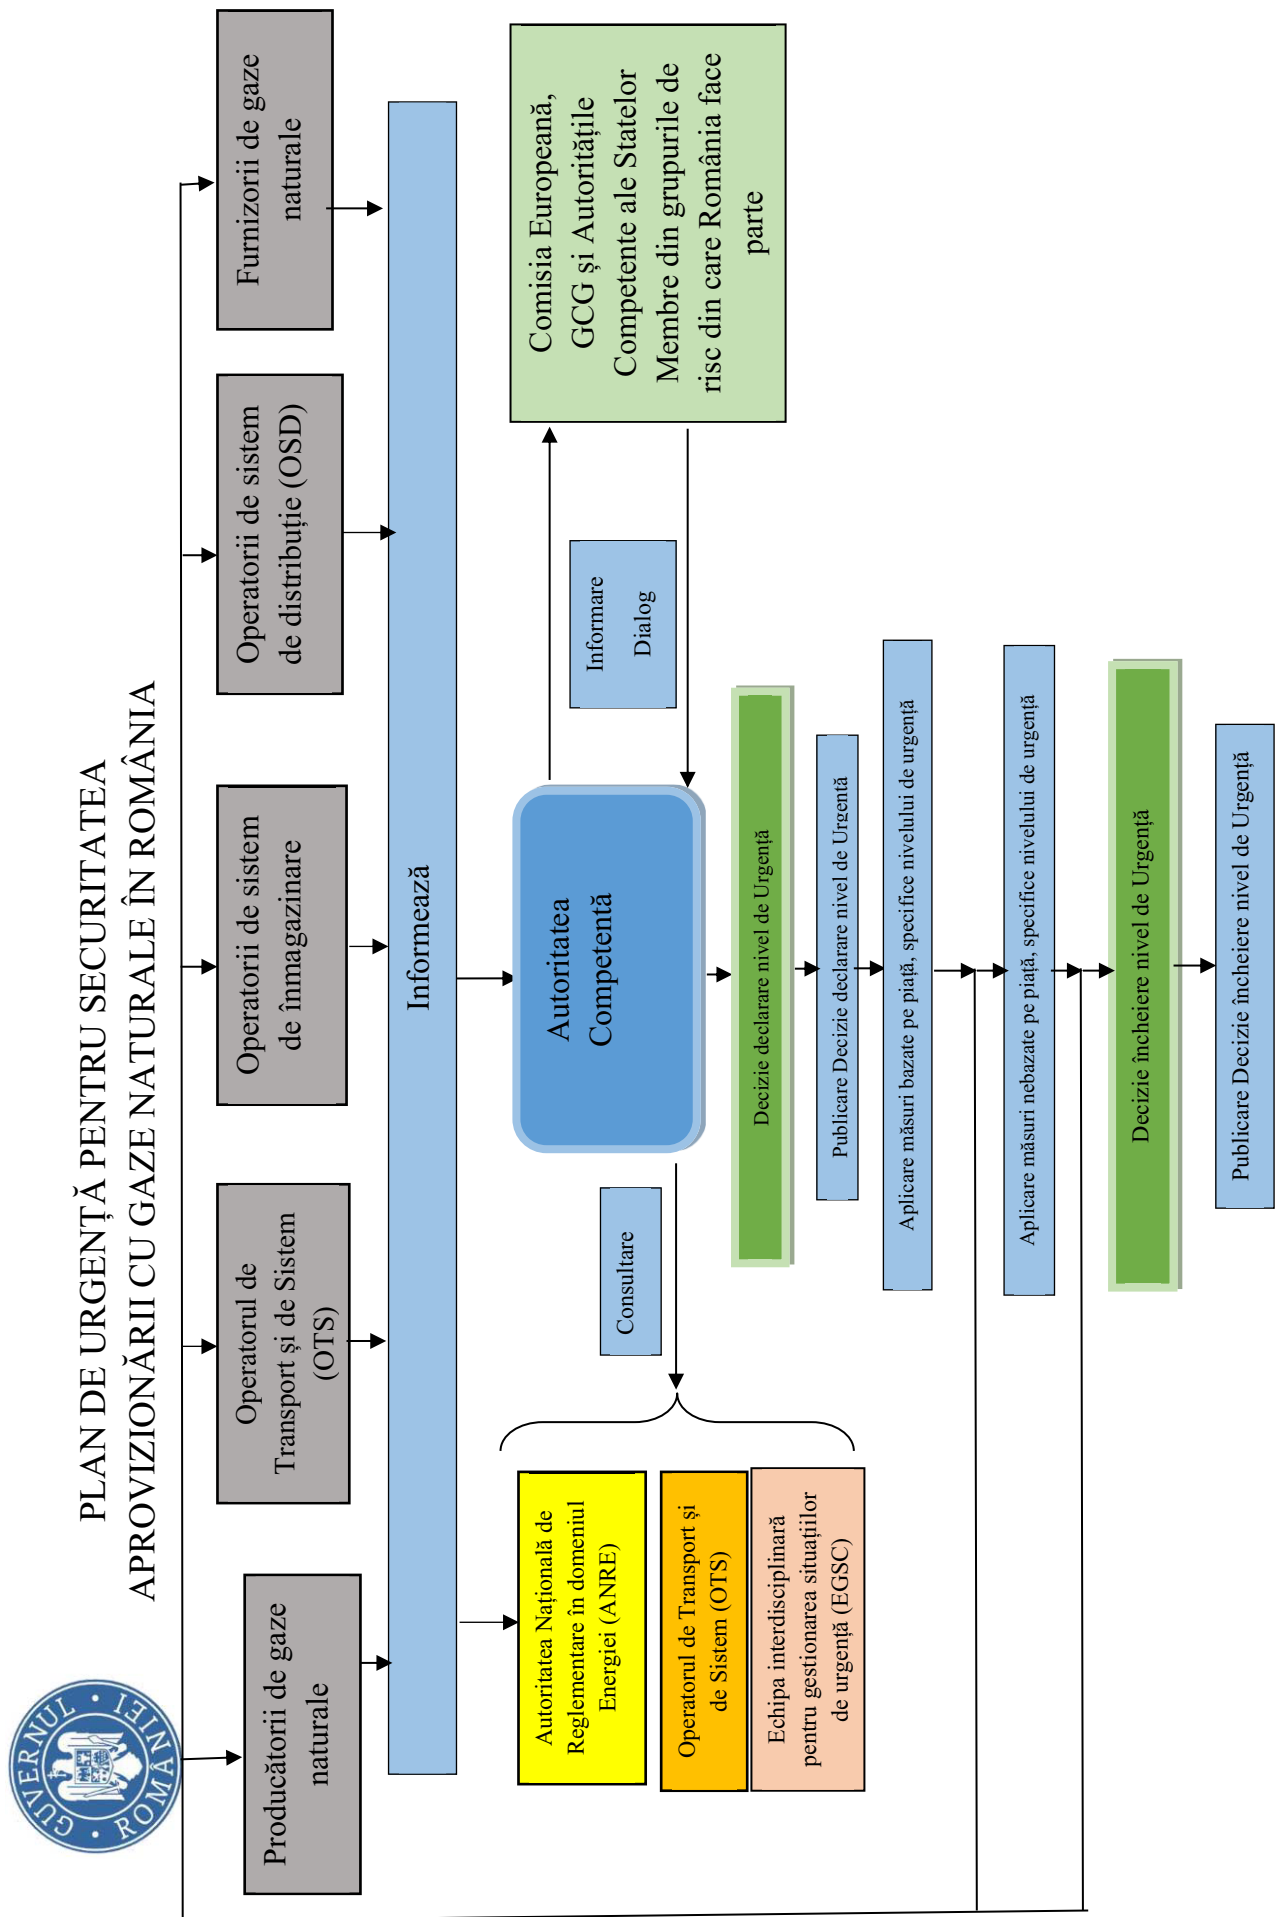 GUVERNUL ROMÂNIEI
PLAN DE URGENȚĂ PENTRU SECURITATEA
APROVIZIONĂRII CU GAZE NATURALE ÎN ROMÂNIA
Producătorii de gaze
naturale
Operatorul de
Transport și de Sistem
(OTS)
Operatorii de sistem
de înmagazinare
Operatorii de sistem
de distribuție (OSD)
Furnizorii de gaze
naturale
Informează
Autoritatea Națională de
Reglementare în domeniul
Energiei (ANRE)
Operatorul de Transport și
de Sistem (OTS)
Echipa interdisciplinară
pentru gestionarea situațiilor
de urgență (EGSC)
Consultare
Autoritatea
Competentă
Informare
Dialog
Comisia Europeană,
GCG și Autoritățile
Competente ale Statelor
Membre din grupurile de
risc din care România face
parte
Decizie declarare nivel de Urgență
Publicare Decizie declarare nivel de Urgentă
Aplicare măsuri bazate pe piață, specifice nivelului de urgență
Aplicare măsuri nebazate pe piață, specifice nivelului de urgență
Decizie încheiere nivel de Urgență
Publicare Decizie încheiere nivel de Urgență